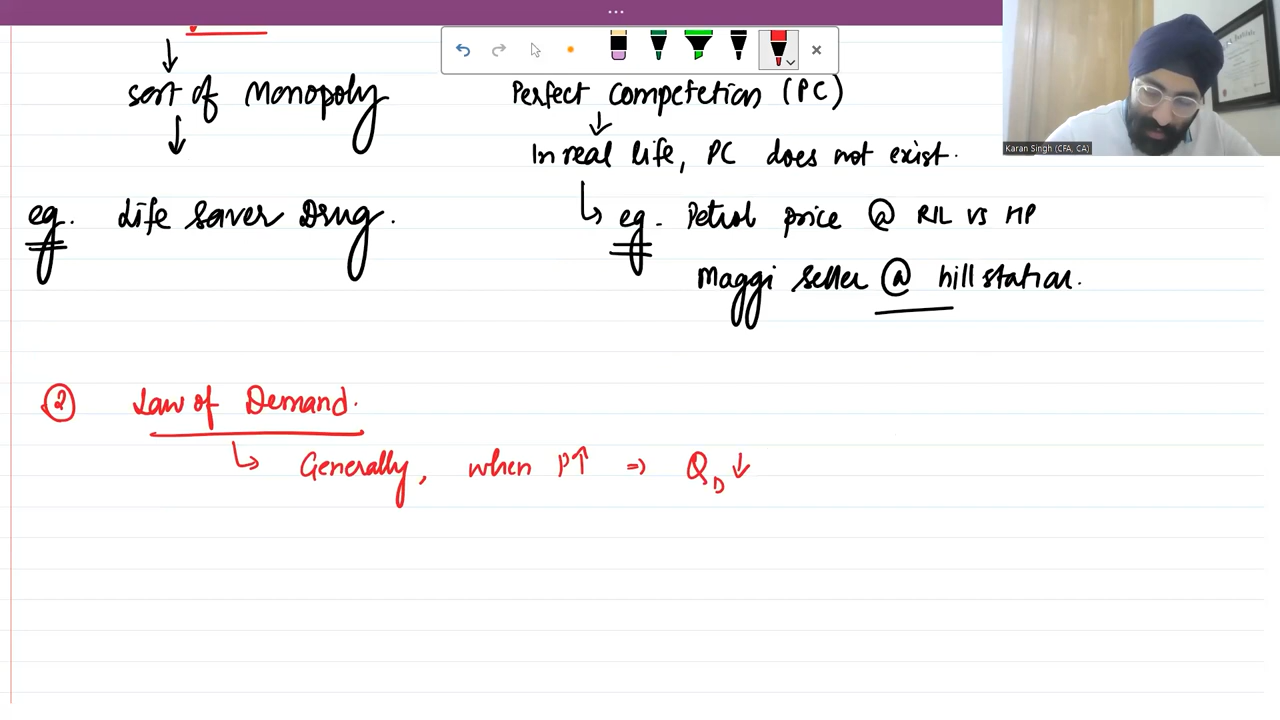 sort of Monopoly
eg. Life Saver Drug.
Perfect Competetion (PC)
In real life, PC does not exist.
eg. Petrol price @ RIL vs HP
Maggi seller @ hill station.
② Law of Demand.
Generally, when P↑ ⇒ Q_D ↓
Karan Singh (CFA, CA)